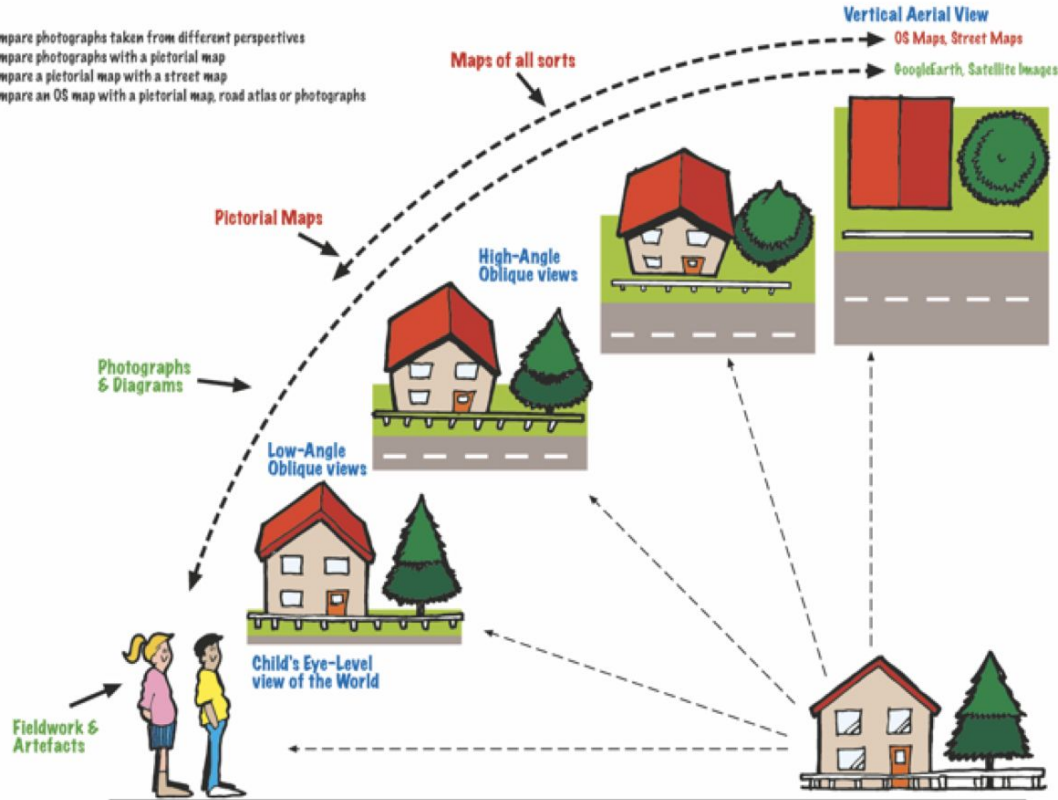 mpare photographs taken from different perspectives
mpare photographs with a pictorial map
mpare a pictorial map with a street map
mpare an OS map with a pictorial map, road atlas or photographs
Vertical Aerial View
OS Maps, Street Maps
GoogleEarth, Satellite Images
Maps of all sorts
Pictorial Maps
High-Angle
Oblique views
Photographs
& Diagrams
Low-Angle
Oblique views
Child's Eye-Level
view of the World
Fieldwork &
Artefacts